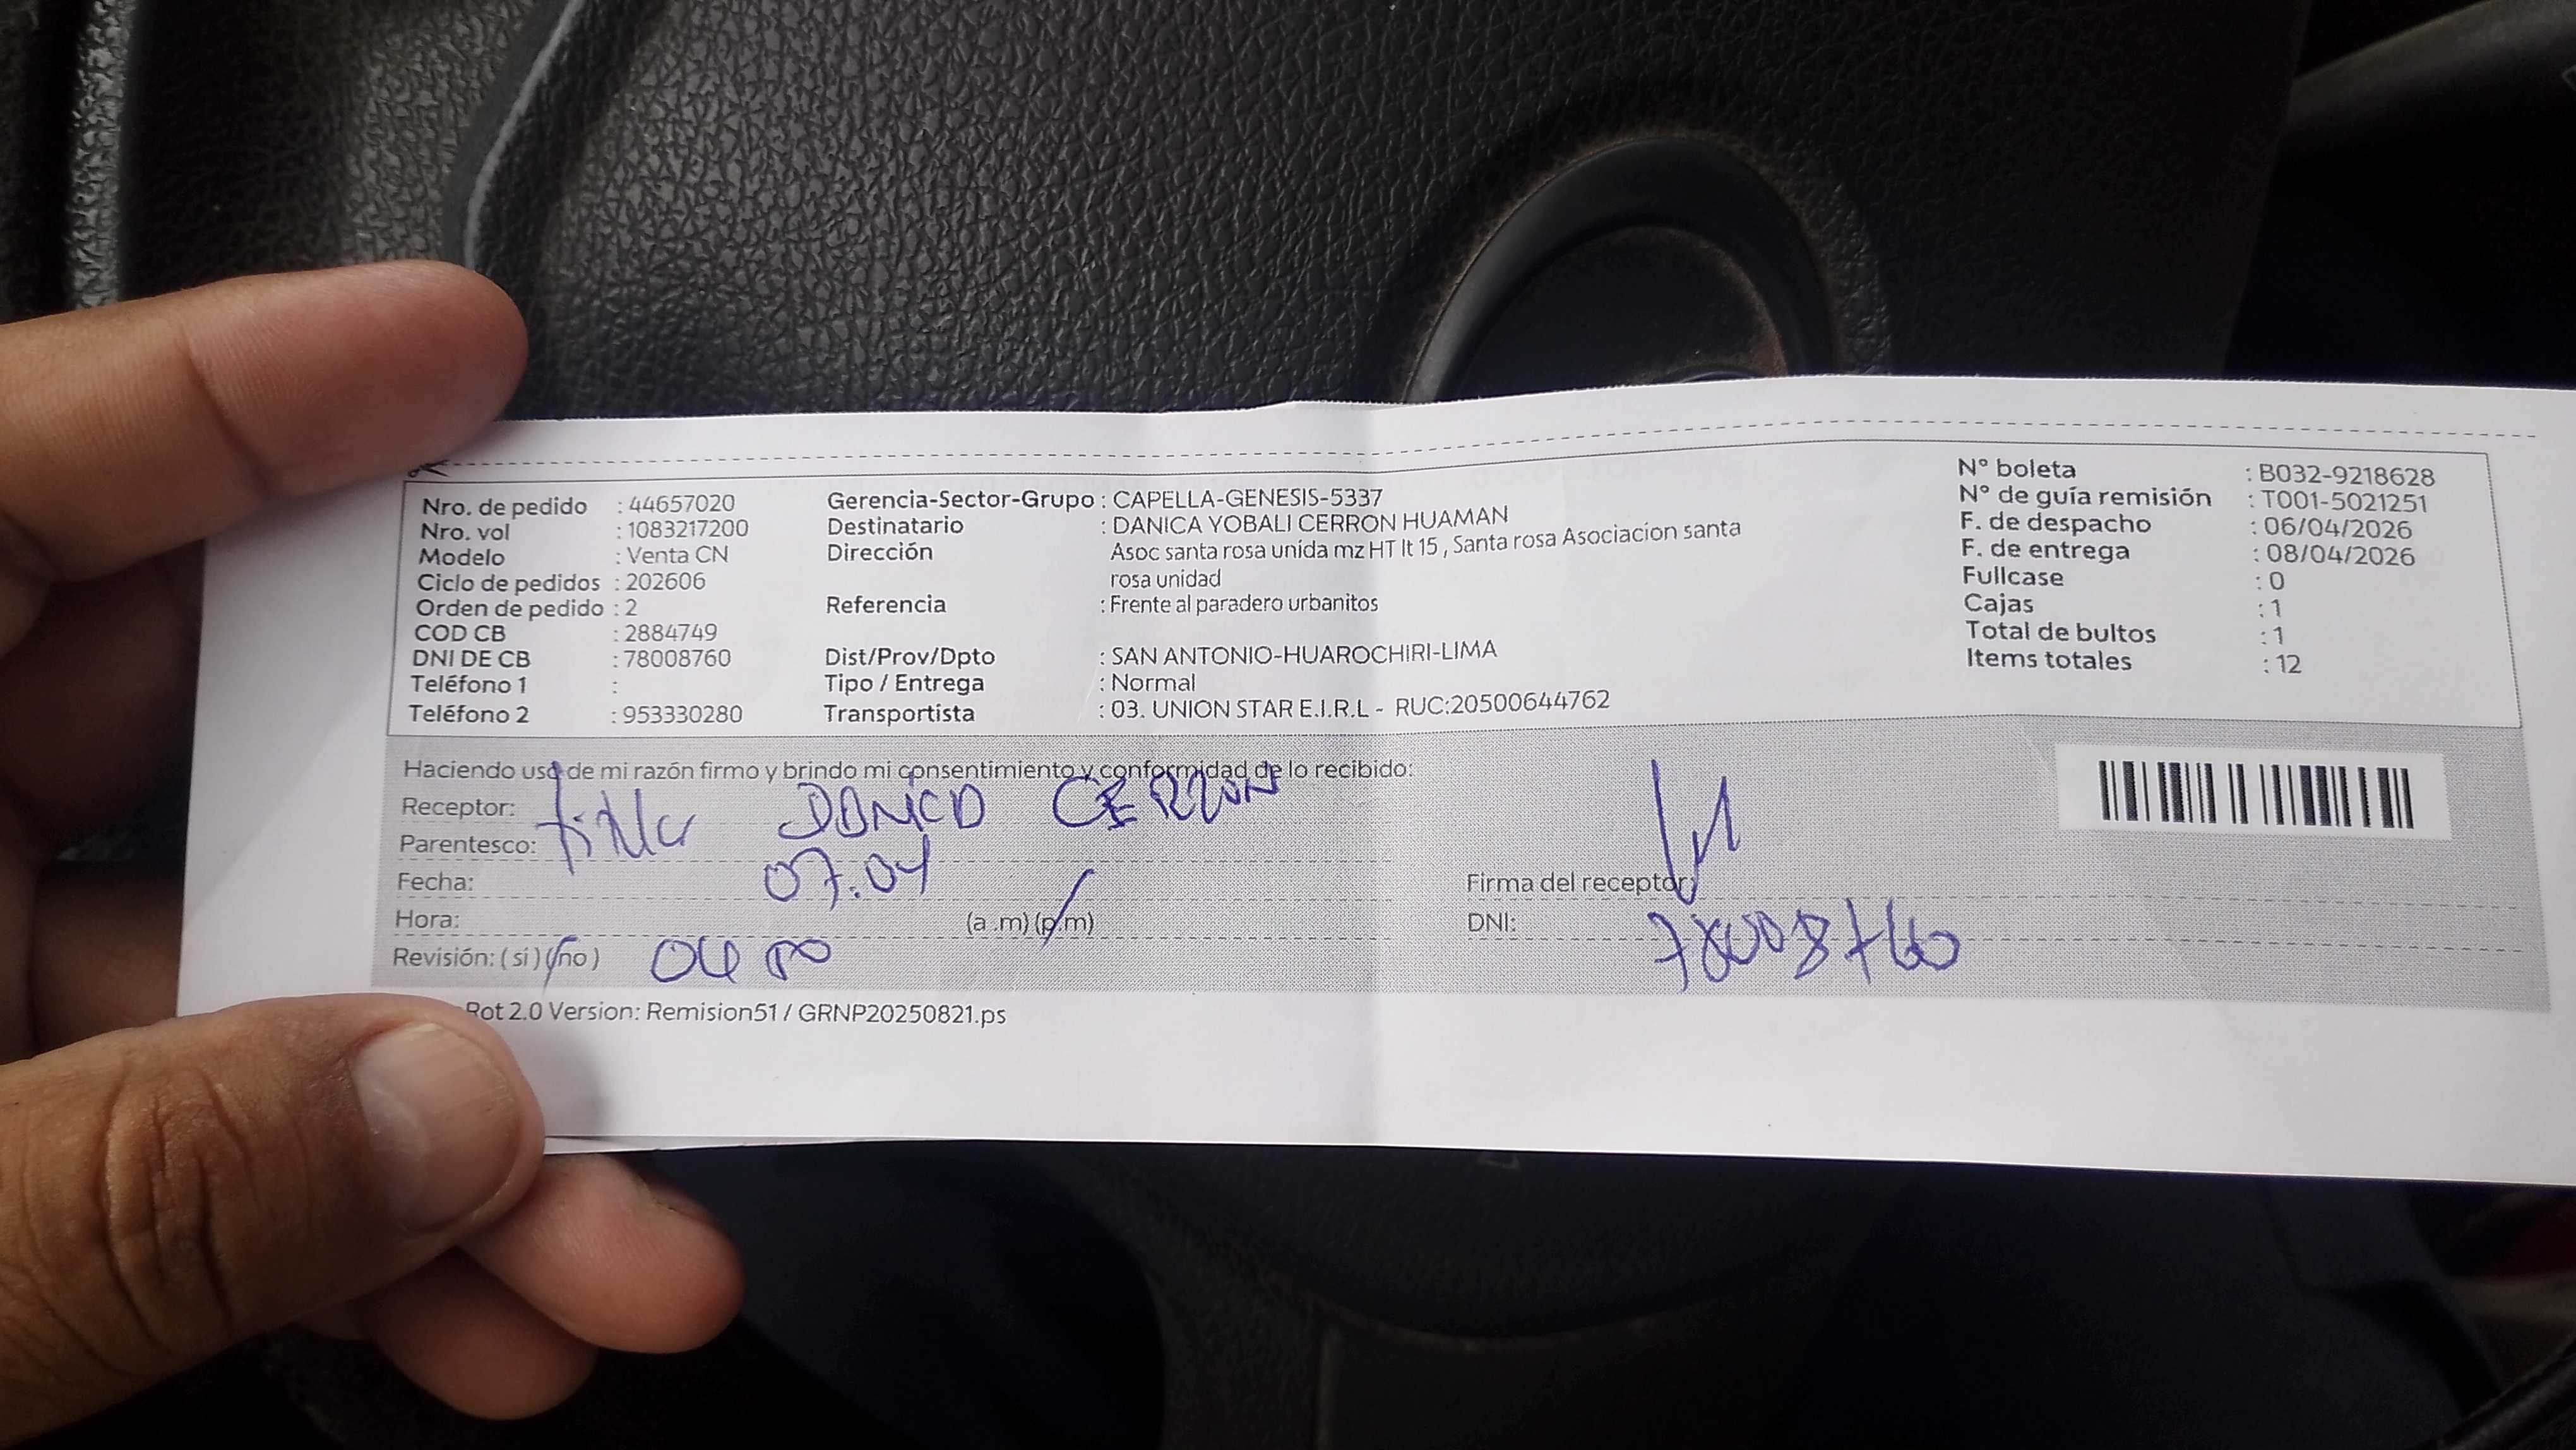 Nro. de pedido : 44657020
Nro. vol : 1083217200
Modelo : Venta CN
Ciclo de pedidos : 202606
Orden de pedido : 2
COD CB : 2884749
DNI DE CB : 78008760
Teléfono 1 :
Teléfono 2 : 953330280
Gerencia-Sector-Grupo : CAPELLA-GENESIS-5337
Destinatario : DANICA YOBALI CERRON HUAMAN
Dirección Asoc santa rosa unida mz HT lt 15 , Santa rosa Asociacion santa
rosa unidad
Referencia : Frente al paradero urbanitos
Dist/Prov/Dpto : SAN ANTONIO-HUAROCHIRI-LIMA
Tipo / Entrega : Normal
Transportista : 03. UNION STAR E.I.R.L - RUC:20500644762
N° boleta : B032-9218628
N° de guía remisión : T001-5021251
F. de despacho : 06/04/2026
F. de entrega : 08/04/2026
Fullcase : 0
Cajas : 1
Total de bultos : 1
Items totales : 12
Haciendo uso de mi razón firmo y brindo mi consentimiento y conformidad de lo recibido:
Receptor: CERRON
Parentesco:
Fecha: 07.04
Hora: (a .m) (p.m)
Revisión: ( si ) ( no )
Firma del receptor:
DNI: 78008760
Rot 2.0 Version: Remision51 / GRNP20250821.ps